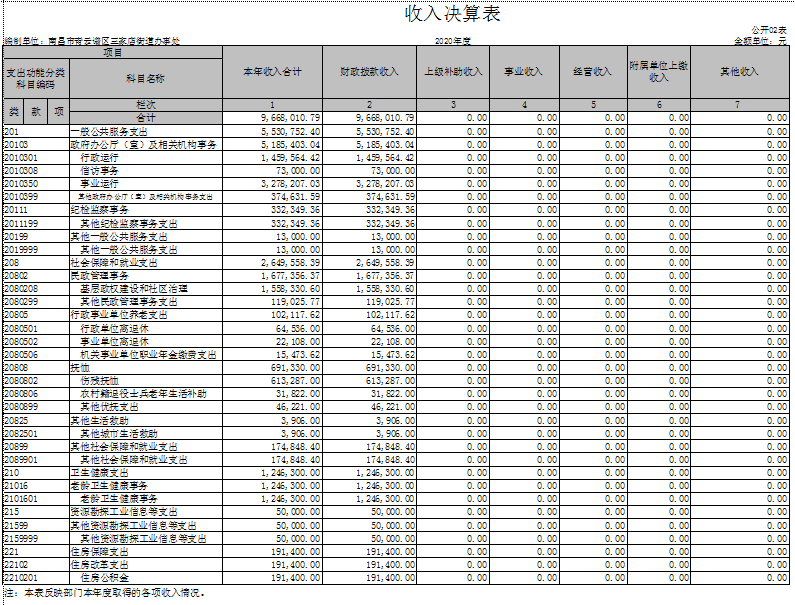 收入决算表
公开02表
编制单位：南昌市青云谱区三家店街道办事处 2020年度 金额单位：元
项目 本年收入合计 财政拨款收入 上级补助收入 事业收入 经营收入 附属单位上缴收入 其他收入
支出功能分类科目编码 科目名称
类 款 项 栏次 1 2 3 4 5 6 7
合计 9,668,010.79 9,668,010.79 0.00 0.00 0.00 0.00 0.00
201 一般公共服务支出 5,530,752.40 5,530,752.40 0.00 0.00 0.00 0.00 0.00
20103 政府办公厅（室）及相关机构事务 5,185,403.04 5,185,403.04 0.00 0.00 0.00 0.00 0.00
2010301 行政运行 1,459,564.42 1,459,564.42 0.00 0.00 0.00 0.00 0.00
2010308 信访事务 73,000.00 73,000.00 0.00 0.00 0.00 0.00 0.00
2010350 事业运行 3,278,207.03 3,278,207.03 0.00 0.00 0.00 0.00 0.00
2010399 其他政府办公厅（室）及相关机构事务支出 374,631.59 374,631.59 0.00 0.00 0.00 0.00 0.00
20111 纪检监察事务 332,349.36 332,349.36 0.00 0.00 0.00 0.00 0.00
2011199 其他纪检监察事务支出 332,349.36 332,349.36 0.00 0.00 0.00 0.00 0.00
20199 其他一般公共服务支出 13,000.00 13,000.00 0.00 0.00 0.00 0.00 0.00
2019999 其他一般公共服务支出 13,000.00 13,000.00 0.00 0.00 0.00 0.00 0.00
208 社会保障和就业支出 2,649,558.39 2,649,558.39 0.00 0.00 0.00 0.00 0.00
20802 民政管理事务 1,677,356.37 1,677,356.37 0.00 0.00 0.00 0.00 0.00
2080208 基层政权建设和社区治理 1,558,330.60 1,558,330.60 0.00 0.00 0.00 0.00 0.00
2080299 其他民政管理事务支出 119,025.77 119,025.77 0.00 0.00 0.00 0.00 0.00
20805 行政事业单位养老支出 102,117.62 102,117.62 0.00 0.00 0.00 0.00 0.00
2080501 行政单位离退休 64,536.00 64,536.00 0.00 0.00 0.00 0.00 0.00
2080502 事业单位离退休 22,108.00 22,108.00 0.00 0.00 0.00 0.00 0.00
2080506 机关事业单位职业年金缴费支出 15,473.62 15,473.62 0.00 0.00 0.00 0.00 0.00
20808 抚恤 691,330.00 691,330.00 0.00 0.00 0.00 0.00 0.00
2080802 伤残抚恤 613,287.00 613,287.00 0.00 0.00 0.00 0.00 0.00
2080806 农村籍退役士兵老年生活补助 31,822.00 31,822.00 0.00 0.00 0.00 0.00 0.00
2080899 其他优抚支出 46,221.00 46,221.00 0.00 0.00 0.00 0.00 0.00
20825 其他生活救助 3,906.00 3,906.00 0.00 0.00 0.00 0.00 0.00
2082501 其他城市生活救助 3,906.00 3,906.00 0.00 0.00 0.00 0.00 0.00
20899 其他社会保障和就业支出 174,848.40 174,848.40 0.00 0.00 0.00 0.00 0.00
2089901 其他社会保障和就业支出 174,848.40 174,848.40 0.00 0.00 0.00 0.00 0.00
210 卫生健康支出 1,246,300.00 1,246,300.00 0.00 0.00 0.00 0.00 0.00
21016 老龄卫生健康事务 1,246,300.00 1,246,300.00 0.00 0.00 0.00 0.00 0.00
2101601 老龄卫生健康事务 1,246,300.00 1,246,300.00 0.00 0.00 0.00 0.00 0.00
215 资源勘探工业信息等支出 50,000.00 50,000.00 0.00 0.00 0.00 0.00 0.00
21599 其他资源勘探工业信息等支出 50,000.00 50,000.00 0.00 0.00 0.00 0.00 0.00
2159999 其他资源勘探工业信息等支出 50,000.00 50,000.00 0.00 0.00 0.00 0.00 0.00
221 住房保障支出 191,400.00 191,400.00 0.00 0.00 0.00 0.00 0.00
22102 住房改革支出 191,400.00 191,400.00 0.00 0.00 0.00 0.00 0.00
2210201 住房公积金 191,400.00 191,400.00 0.00 0.00 0.00 0.00 0.00
注：本表反映部门本年度取得的各项收入情况。